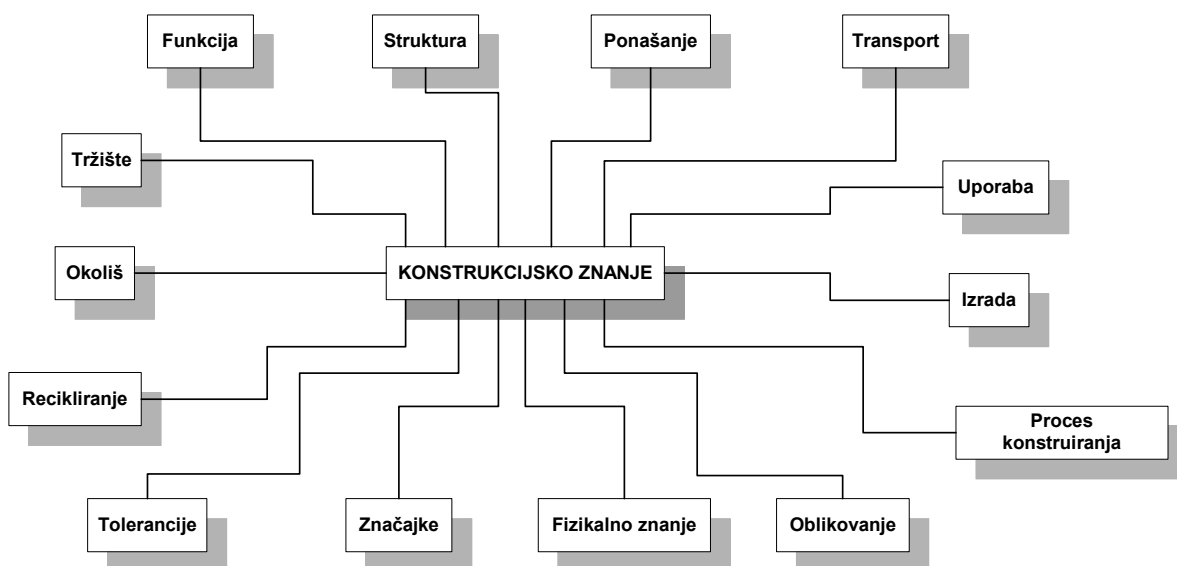 Funkcija
Struktura
Ponašanje
Transport
Tržište
Uporaba
Okoliš
KONSTRUKCIJSKO ZNANJE
Izrada
Recikliranje
Proces
konstruiranja
Tolerancije
Značajke
Fizikalno znanje
Oblikovanje